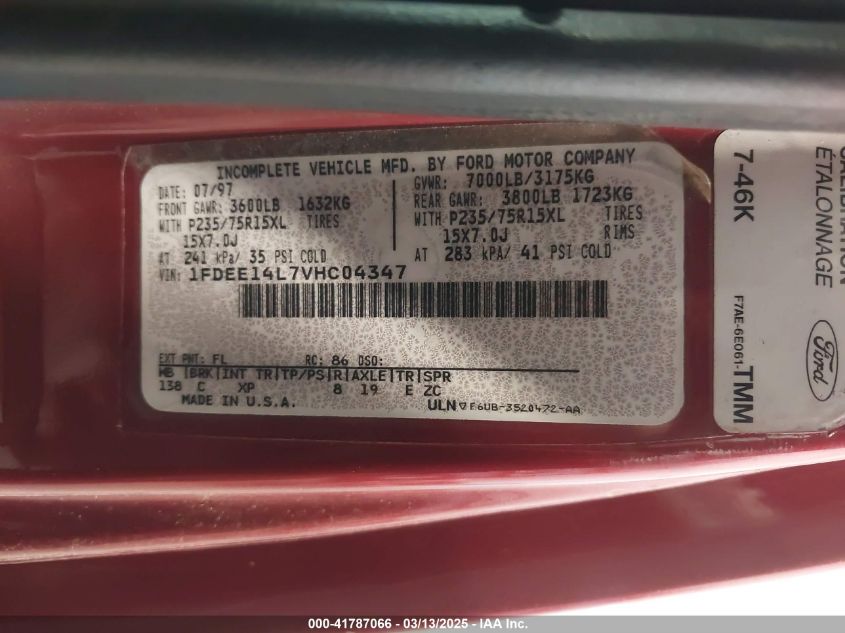 INCOMPLETE VEHICLE MFD. BY FORD MOTOR COMPANY
DATE: 07/97
FRONT GAWR: 3600LB 1632KG
WITH P235/75R15XL TIRES
15X7.0J
AT 241 kPa/ 35 PSI COLD
GVWR: 7000LB/3175KG
REAR GAWR: 3800LB 1723KG
WITH P235/75R15XL TIRES
15X7.0J RIMS
AT 283 kPa/ 41 PSI COLD
VIN: 1FDEE14L7VHC04347
EXT PNT: FL RC: 86 DSO:
WB |BRK|INT TR|TP/PS|R|AXLE|TR|SPR
138 C XP 8 19 E ZC
MADE IN U.S.A.
ULN F6UB-3520472-AA
ÉTALONNAGE
7-46K
F7AE-6E061-TMM
Ford
000-41787066 — 03/13/2025 - IAA Inc.